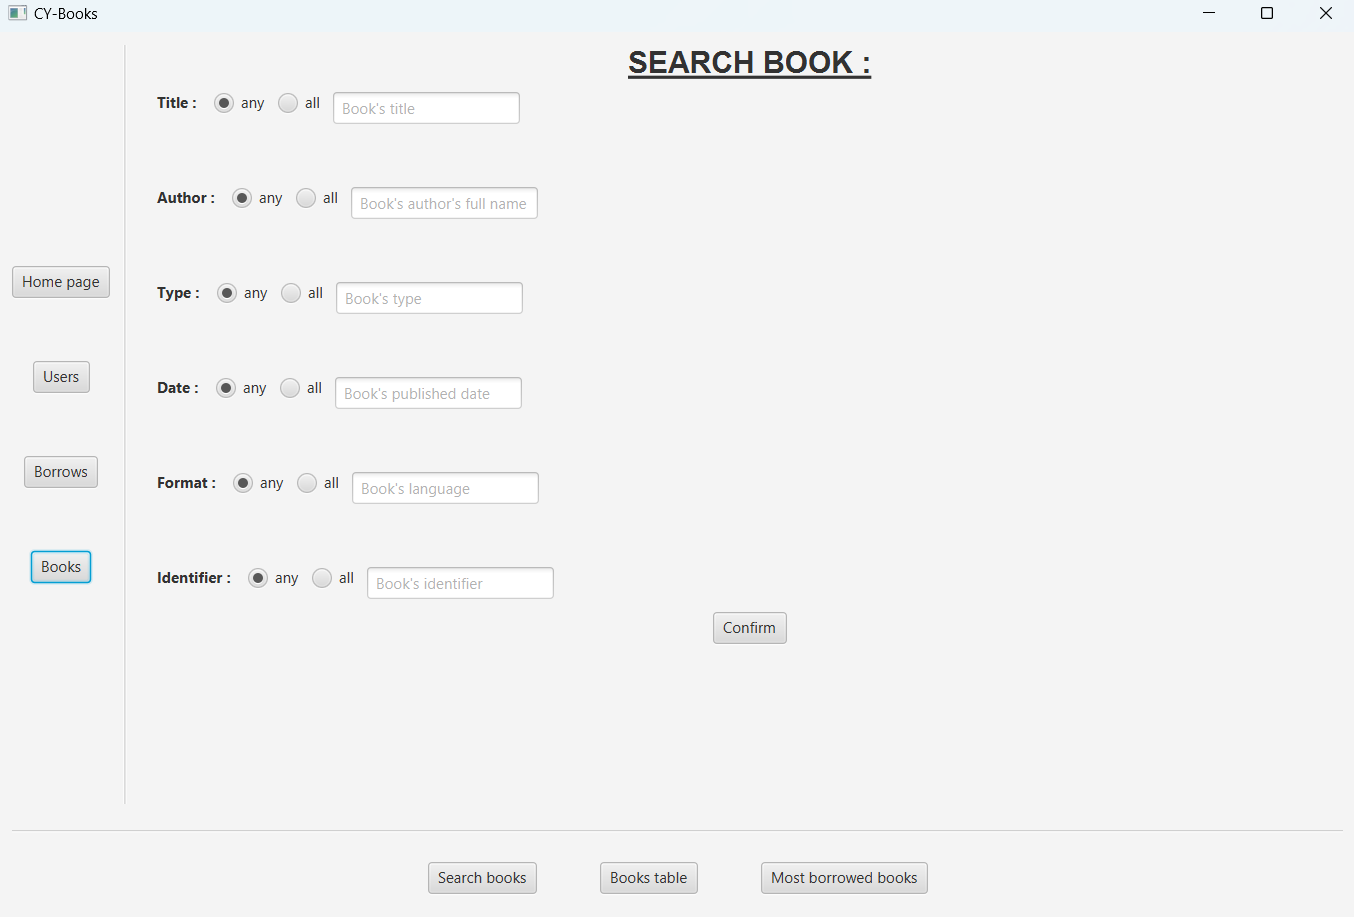 CY-Books
SEARCH BOOK :
Title : any all Book's title
Author : any all Book's author's full name
Type : any all Book's type
Home page
Users
Date : any all Book's published date
Borrows
Format : any all Book's language
Books
Identifier : any all Book's identifier
Confirm
Search books Books table Most borrowed books